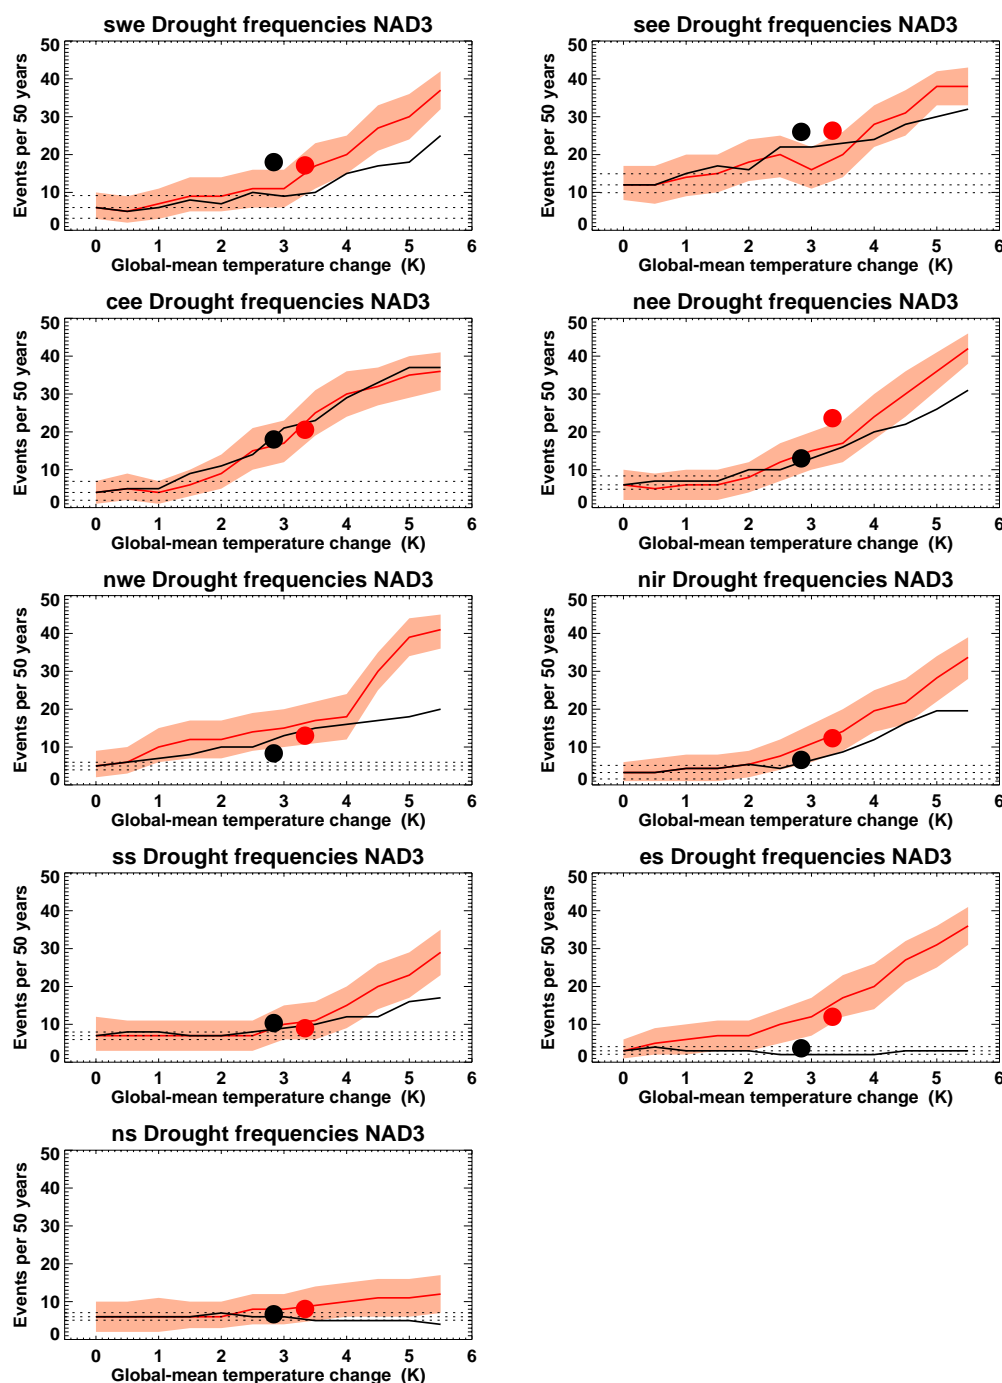 swe Drought frequencies NAD3
Events per 50 years
50
40
30
20
10
0
0 1 2 3 4 5 6
Global-mean temperature change (K)
see Drought frequencies NAD3
Events per 50 years
50
40
30
20
10
0
0 1 2 3 4 5 6
Global-mean temperature change (K)
cee Drought frequencies NAD3
Events per 50 years
50
40
30
20
10
0
0 1 2 3 4 5 6
Global-mean temperature change (K)
nee Drought frequencies NAD3
Events per 50 years
50
40
30
20
10
0
0 1 2 3 4 5 6
Global-mean temperature change (K)
nwe Drought frequencies NAD3
Events per 50 years
50
40
30
20
10
0
0 1 2 3 4 5 6
Global-mean temperature change (K)
nir Drought frequencies NAD3
Events per 50 years
50
40
30
20
10
0
0 1 2 3 4 5 6
Global-mean temperature change (K)
ss Drought frequencies NAD3
Events per 50 years
50
40
30
20
10
0
0 1 2 3 4 5 6
Global-mean temperature change (K)
es Drought frequencies NAD3
Events per 50 years
50
40
30
20
10
0
0 1 2 3 4 5 6
Global-mean temperature change (K)
ns Drought frequencies NAD3
Events per 50 years
50
40
30
20
10
0
0 1 2 3 4 5 6
Global-mean temperature change (K)